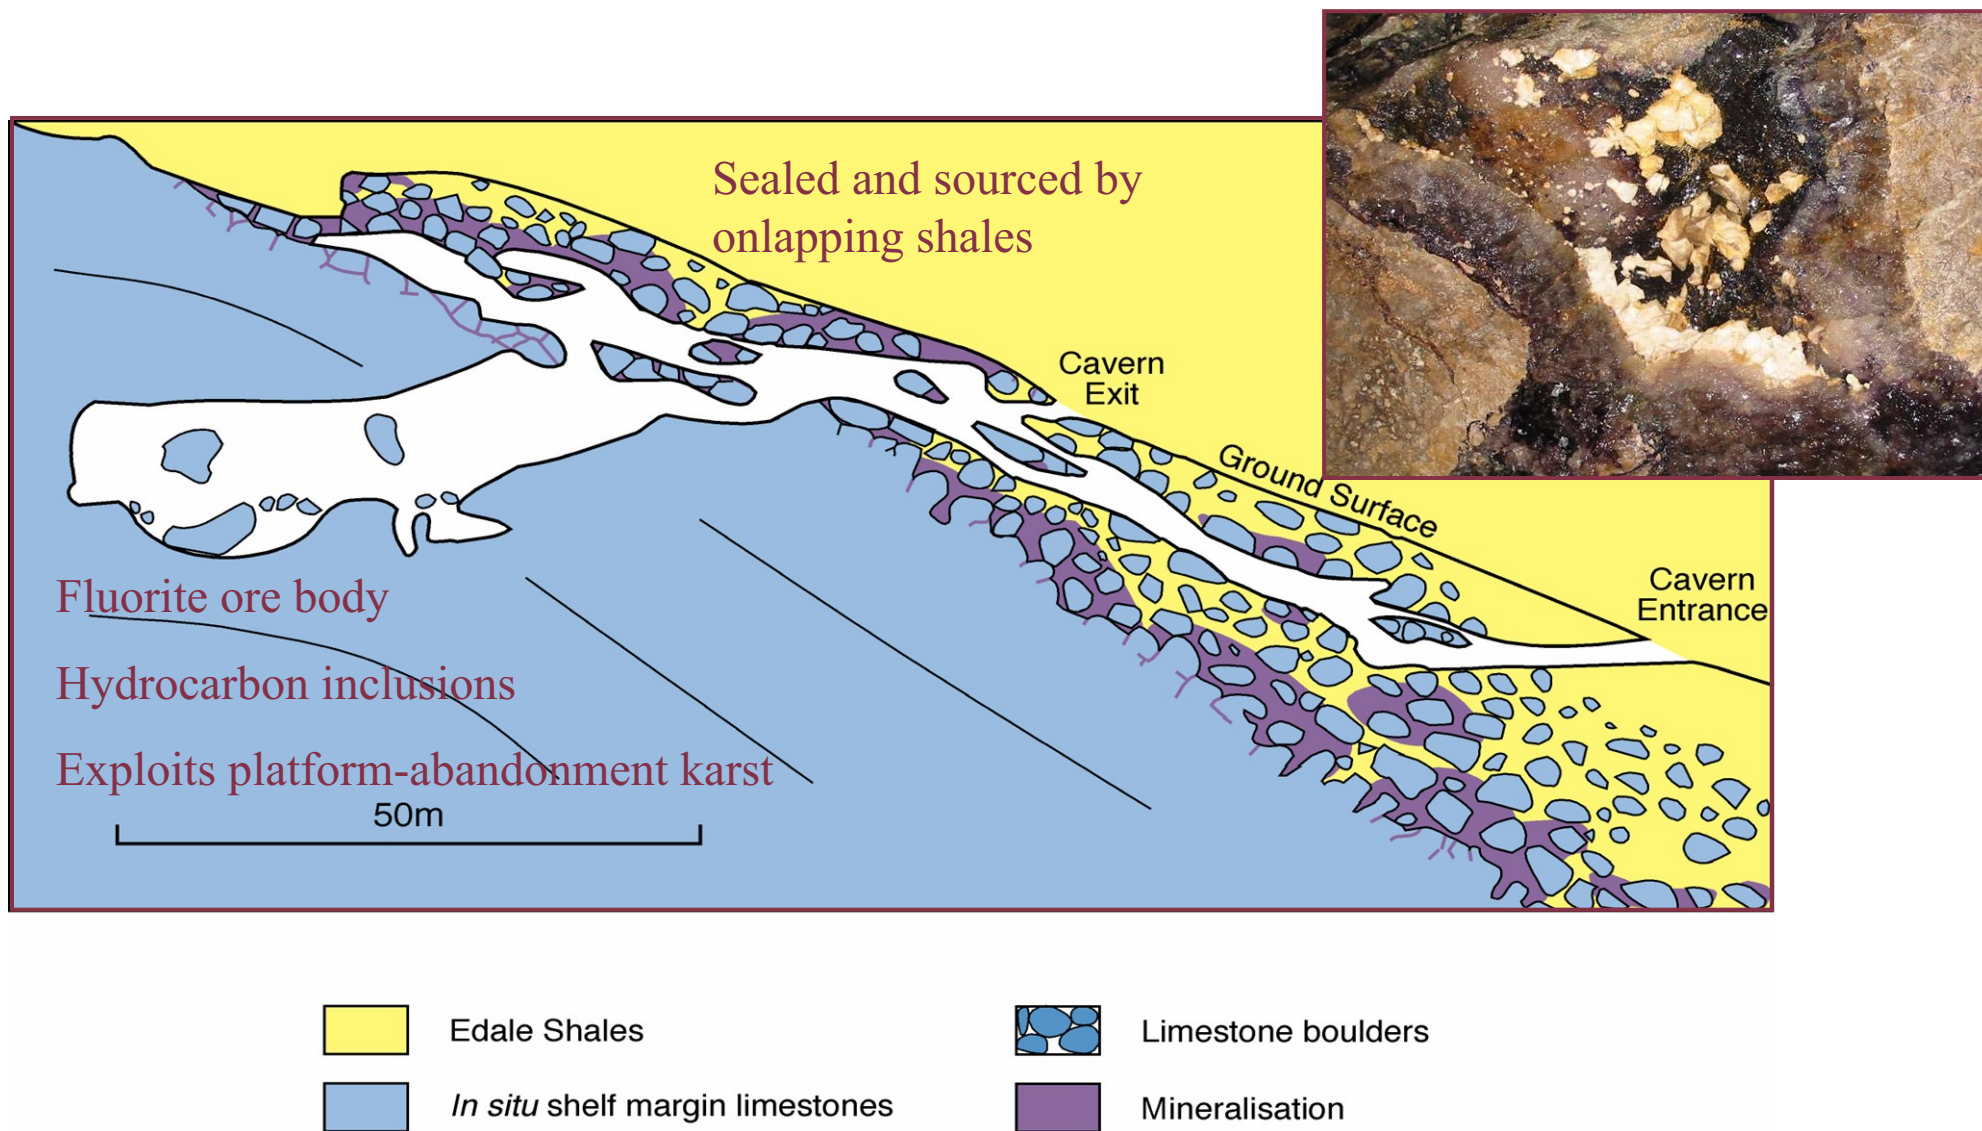 Sealed and sourced by
onlapping shales
Cavern
Exit
Ground Surface
Cavern
Entrance
Fluorite ore body
Hydrocarbon inclusions
Exploits platform-abandonment karst
50m
Edale Shales
Limestone boulders
In situ shelf margin limestones
Mineralisation